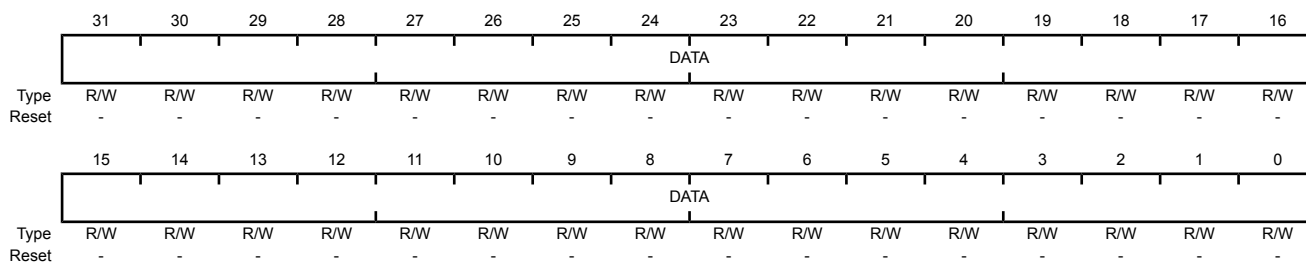 31 30 29 28 27 26 25 24 23 22 21 20 19 18 17 16
DATA
Type R/W R/W R/W R/W R/W R/W R/W R/W R/W R/W R/W R/W R/W R/W R/W R/W
Reset - - - - - - - - - - - - - - - -
15 14 13 12 11 10 9 8 7 6 5 4 3 2 1 0
DATA
Type R/W R/W R/W R/W R/W R/W R/W R/W R/W R/W R/W R/W R/W R/W R/W R/W
Reset - - - - - - - - - - - - - - - -